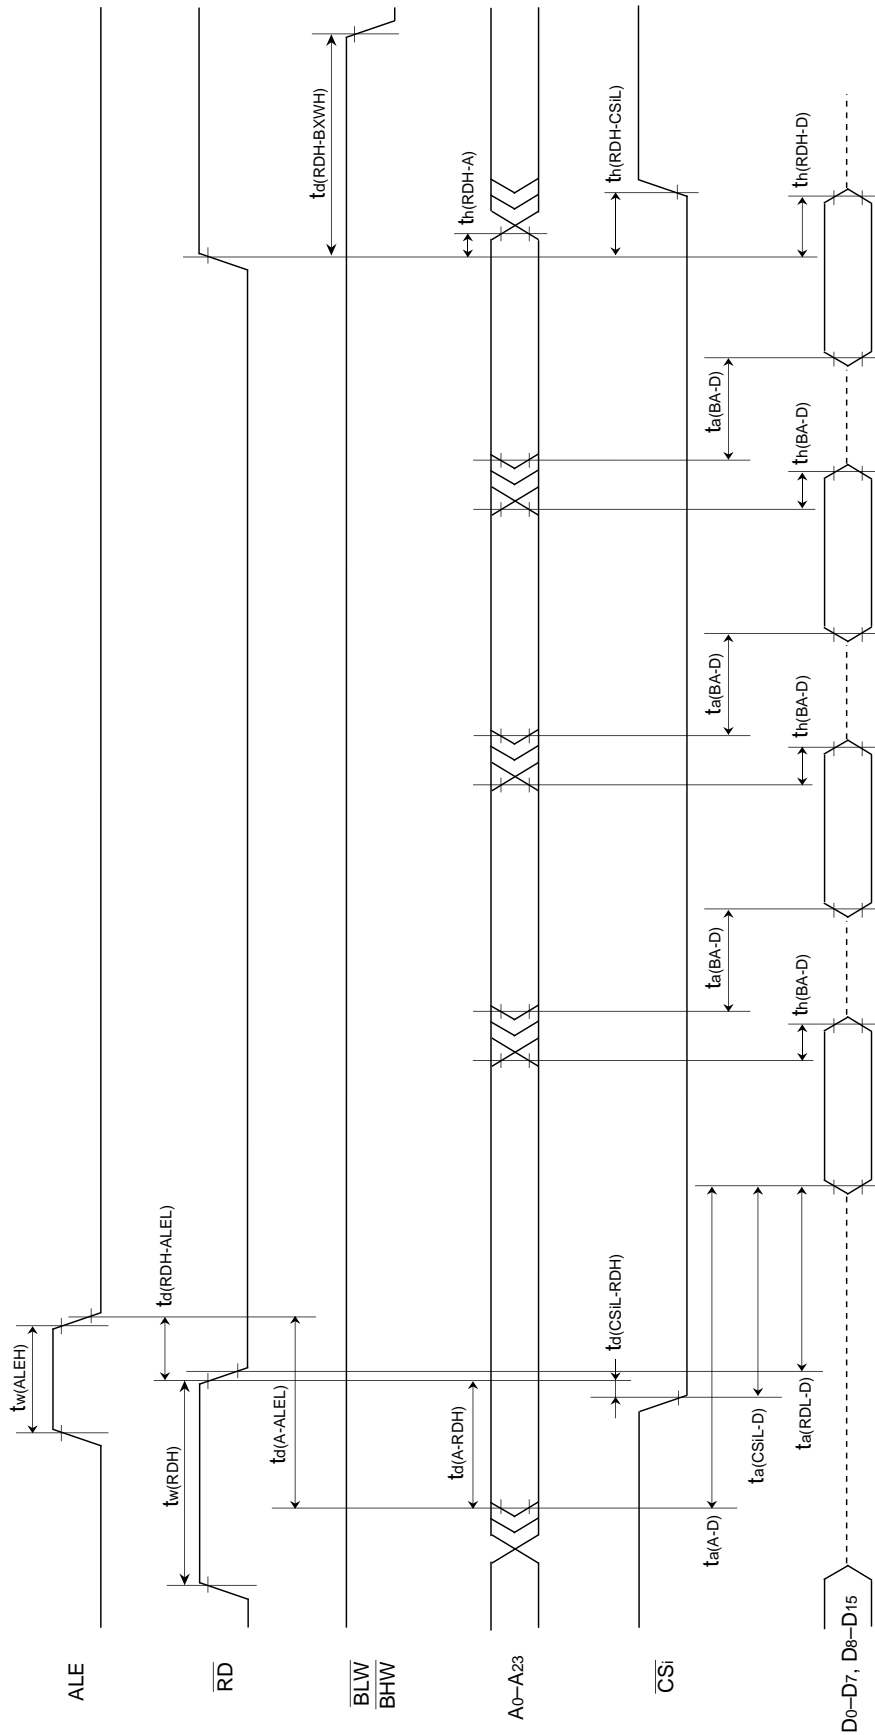 ALE
tw(ALEH)
RD
tw(RDH)
td(RDH-ALEL)
BLW
BHW
td(A-ALEL)
td(RDH-BXWH)
A0–A23
td(A-RDH)
th(RDH-A)
CSi
td(CSiL-RDH)
th(RDH-CSiL)
ta(A-D)
ta(CSiL-D)
ta(RDL-D)
ta(BA-D)
ta(BA-D)
ta(BA-D)
th(BA-D)
th(BA-D)
th(BA-D)
th(RDH-D)
D0–D7, D8–D15